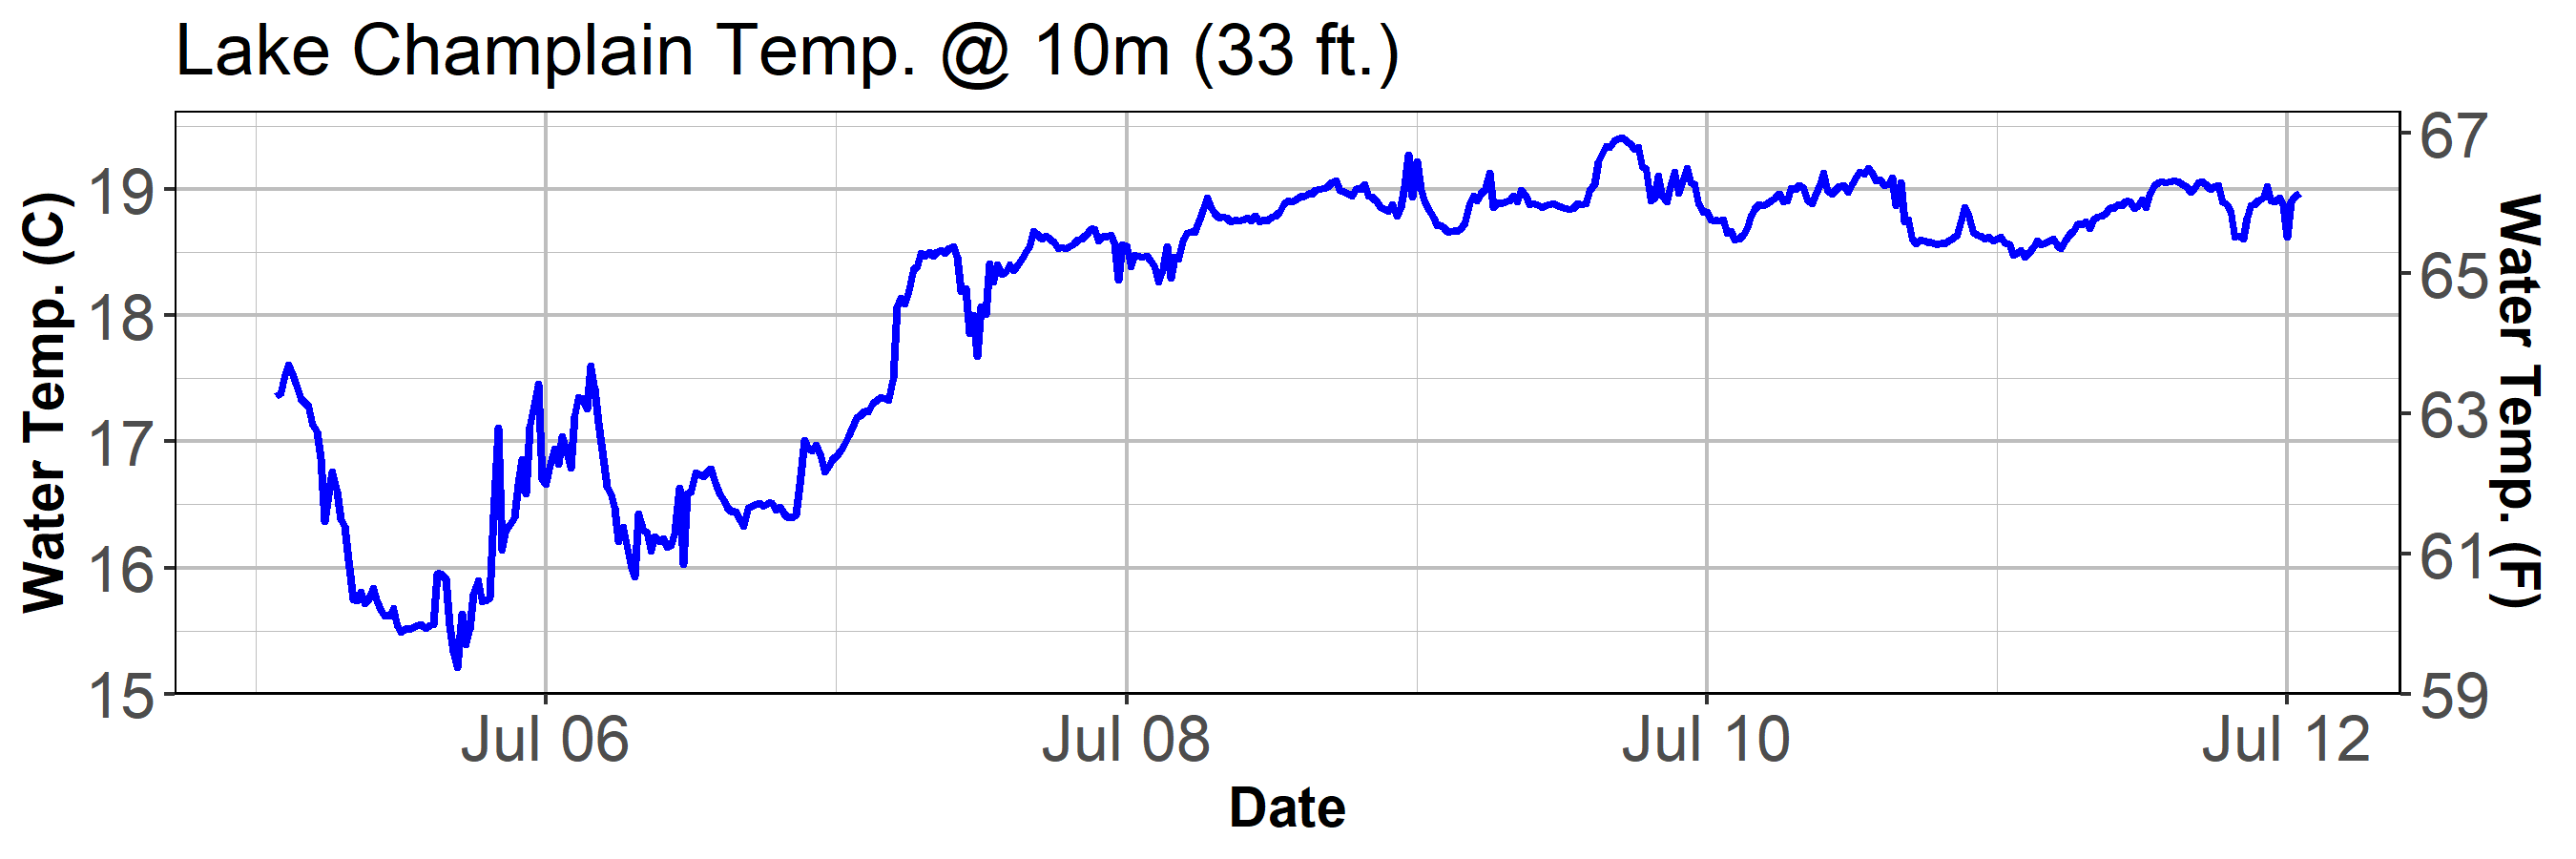 Lake Champlain Temp. @ 10m (33 ft.)
Water Temp. (C)
19
18
17
16
15
67
65
63
61
59
Water Temp. (F)
Jul 06
Jul 08
Jul 10
Jul 12
Date